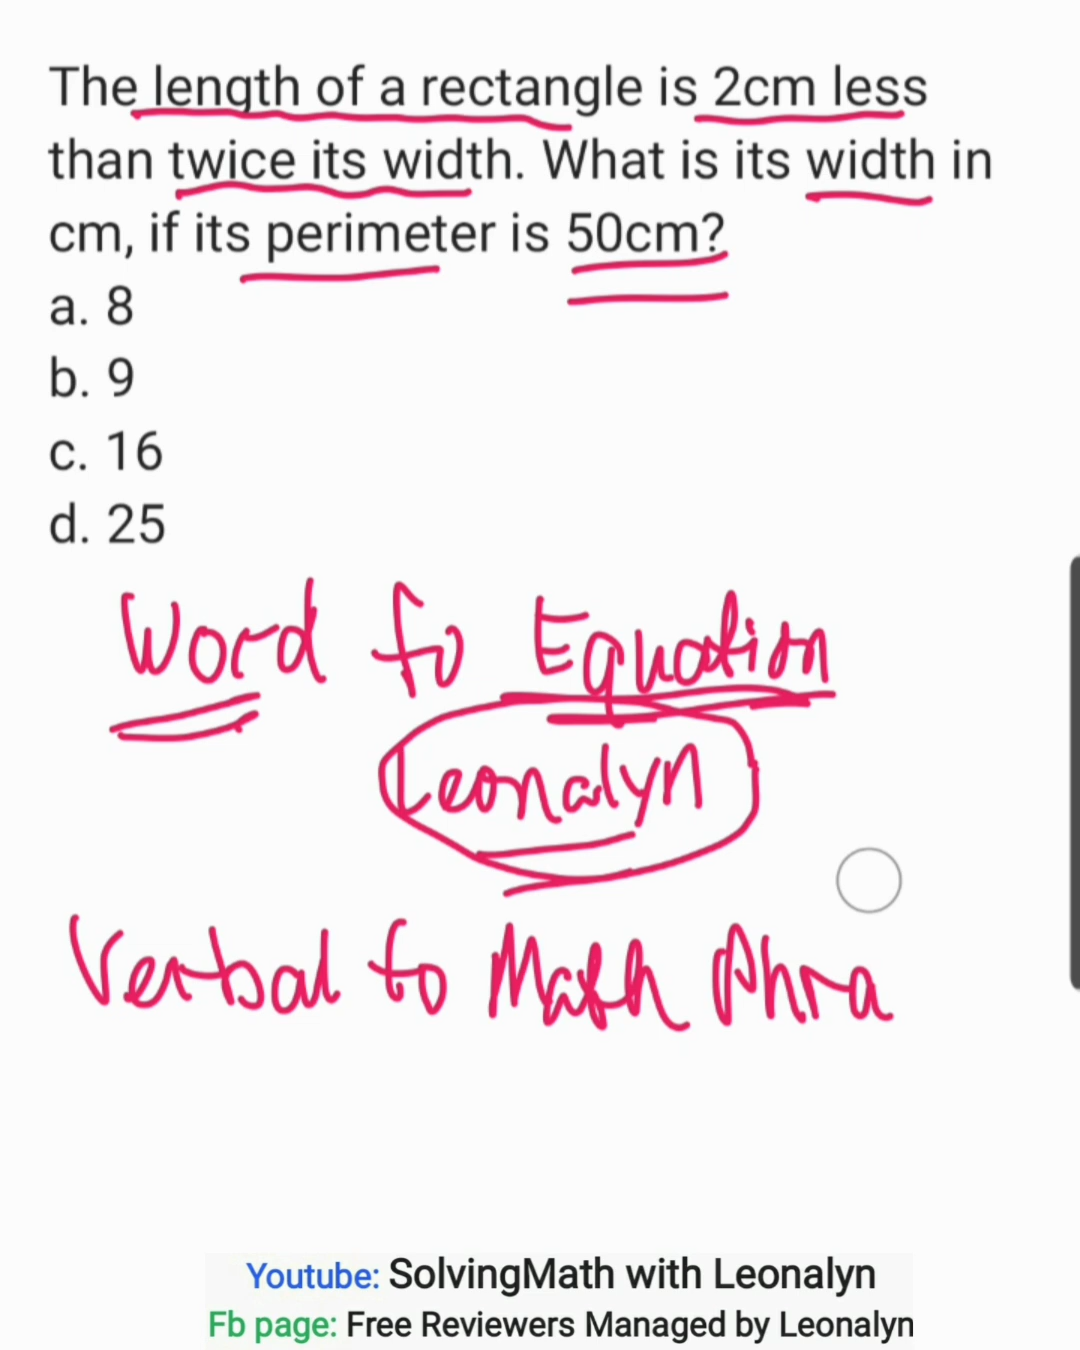 The length of a rectangle is 2cm less
than twice its width. What is its width in
cm, if its perimeter is 50cm?
a. 8
b. 9
c. 16
d. 25
Word to Equation
Leonalyn
Verbal to Math Phra
Youtube: SolvingMath with Leonalyn
Fb page: Free Reviewers Managed by Leonalyn